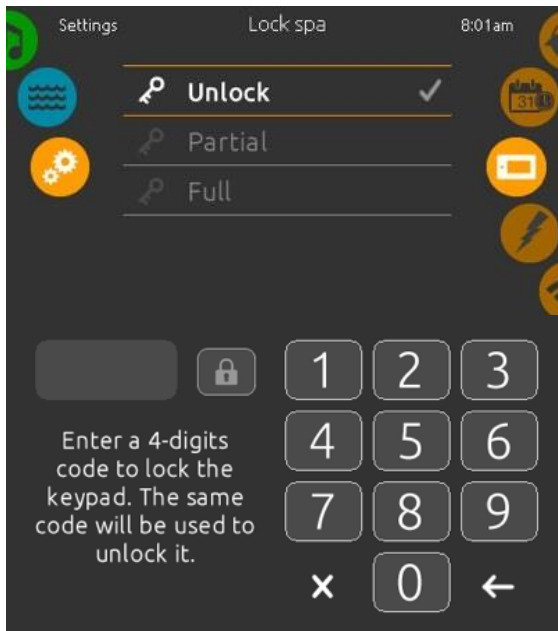 Settings
Lock spa
8:01am
Unlock
Partial
Full
31
1 2 3
4 5 6
7 8 9
0
Enter a 4-digits
code to lock the
keypad. The same
code will be used to
unlock it.